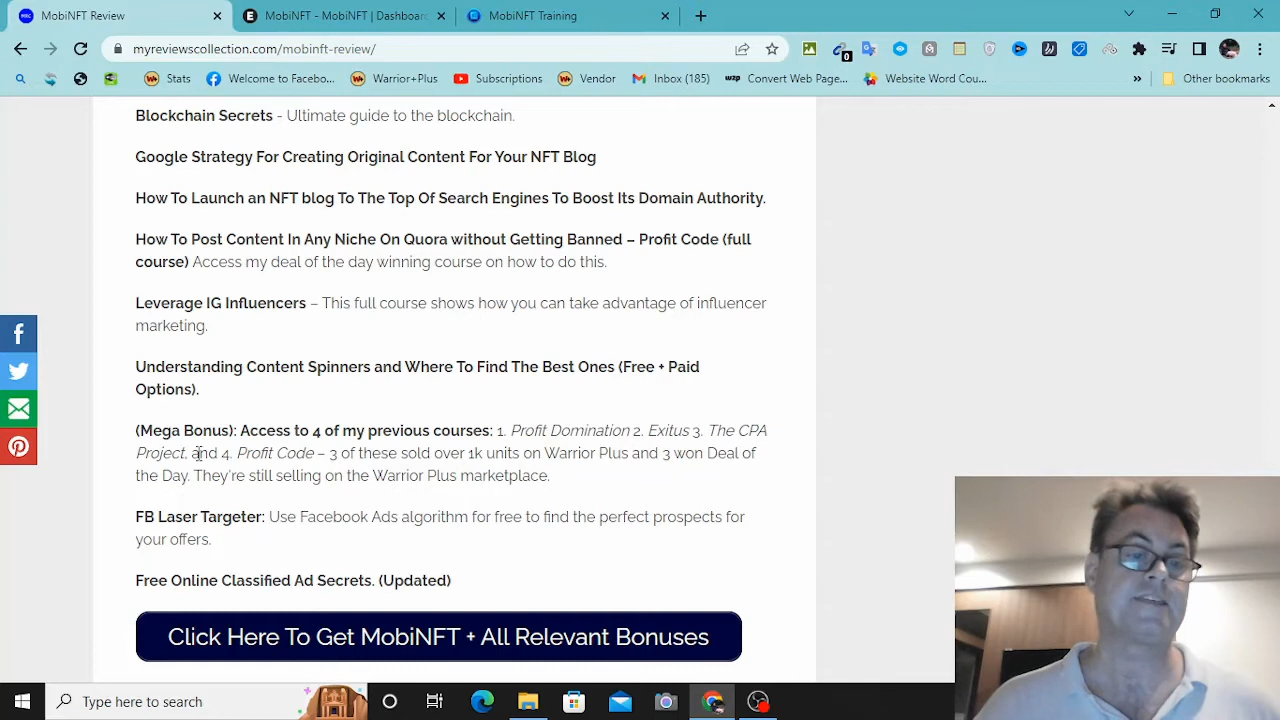 MobiNFT Review
MobiNFT - MobiNFT | Dashboar
MobiNFT Training
myreviewscollection.com/mobinft-review/
0
Stats
Welcome to Facebo...
Warrior+Plus
Subscriptions
Vendor
Inbox (185)
Convert Web Page...
Website Word Cou...
Other bookmarks
Blockchain Secrets - Ultimate guide to the blockchain.
Google Strategy For Creating Original Content For Your NFT Blog
How To Launch an NFT blog To The Top Of Search Engines To Boost Its Domain Authority.
How To Post Content In Any Niche On Quora without Getting Banned – Profit Code (full
course) Access my deal of the day winning course on how to do this.
Leverage IG Influencers – This full course shows how you can take advantage of influencer
marketing.
Understanding Content Spinners and Where To Find The Best Ones (Free + Paid
Options).
(Mega Bonus): Access to 4 of my previous courses: 1. Profit Domination 2. Exitus 3. The CPA
Project, and 4. Profit Code – 3 of these sold over 1k units on Warrior Plus and 3 won Deal of
the Day. They're still selling on the Warrior Plus marketplace.
FB Laser Targeter: Use Facebook Ads algorithm for free to find the perfect prospects for
your offers.
Free Online Classified Ad Secrets. (Updated)
Click Here To Get MobiNFT + All Relevant Bonuses
Type here to search